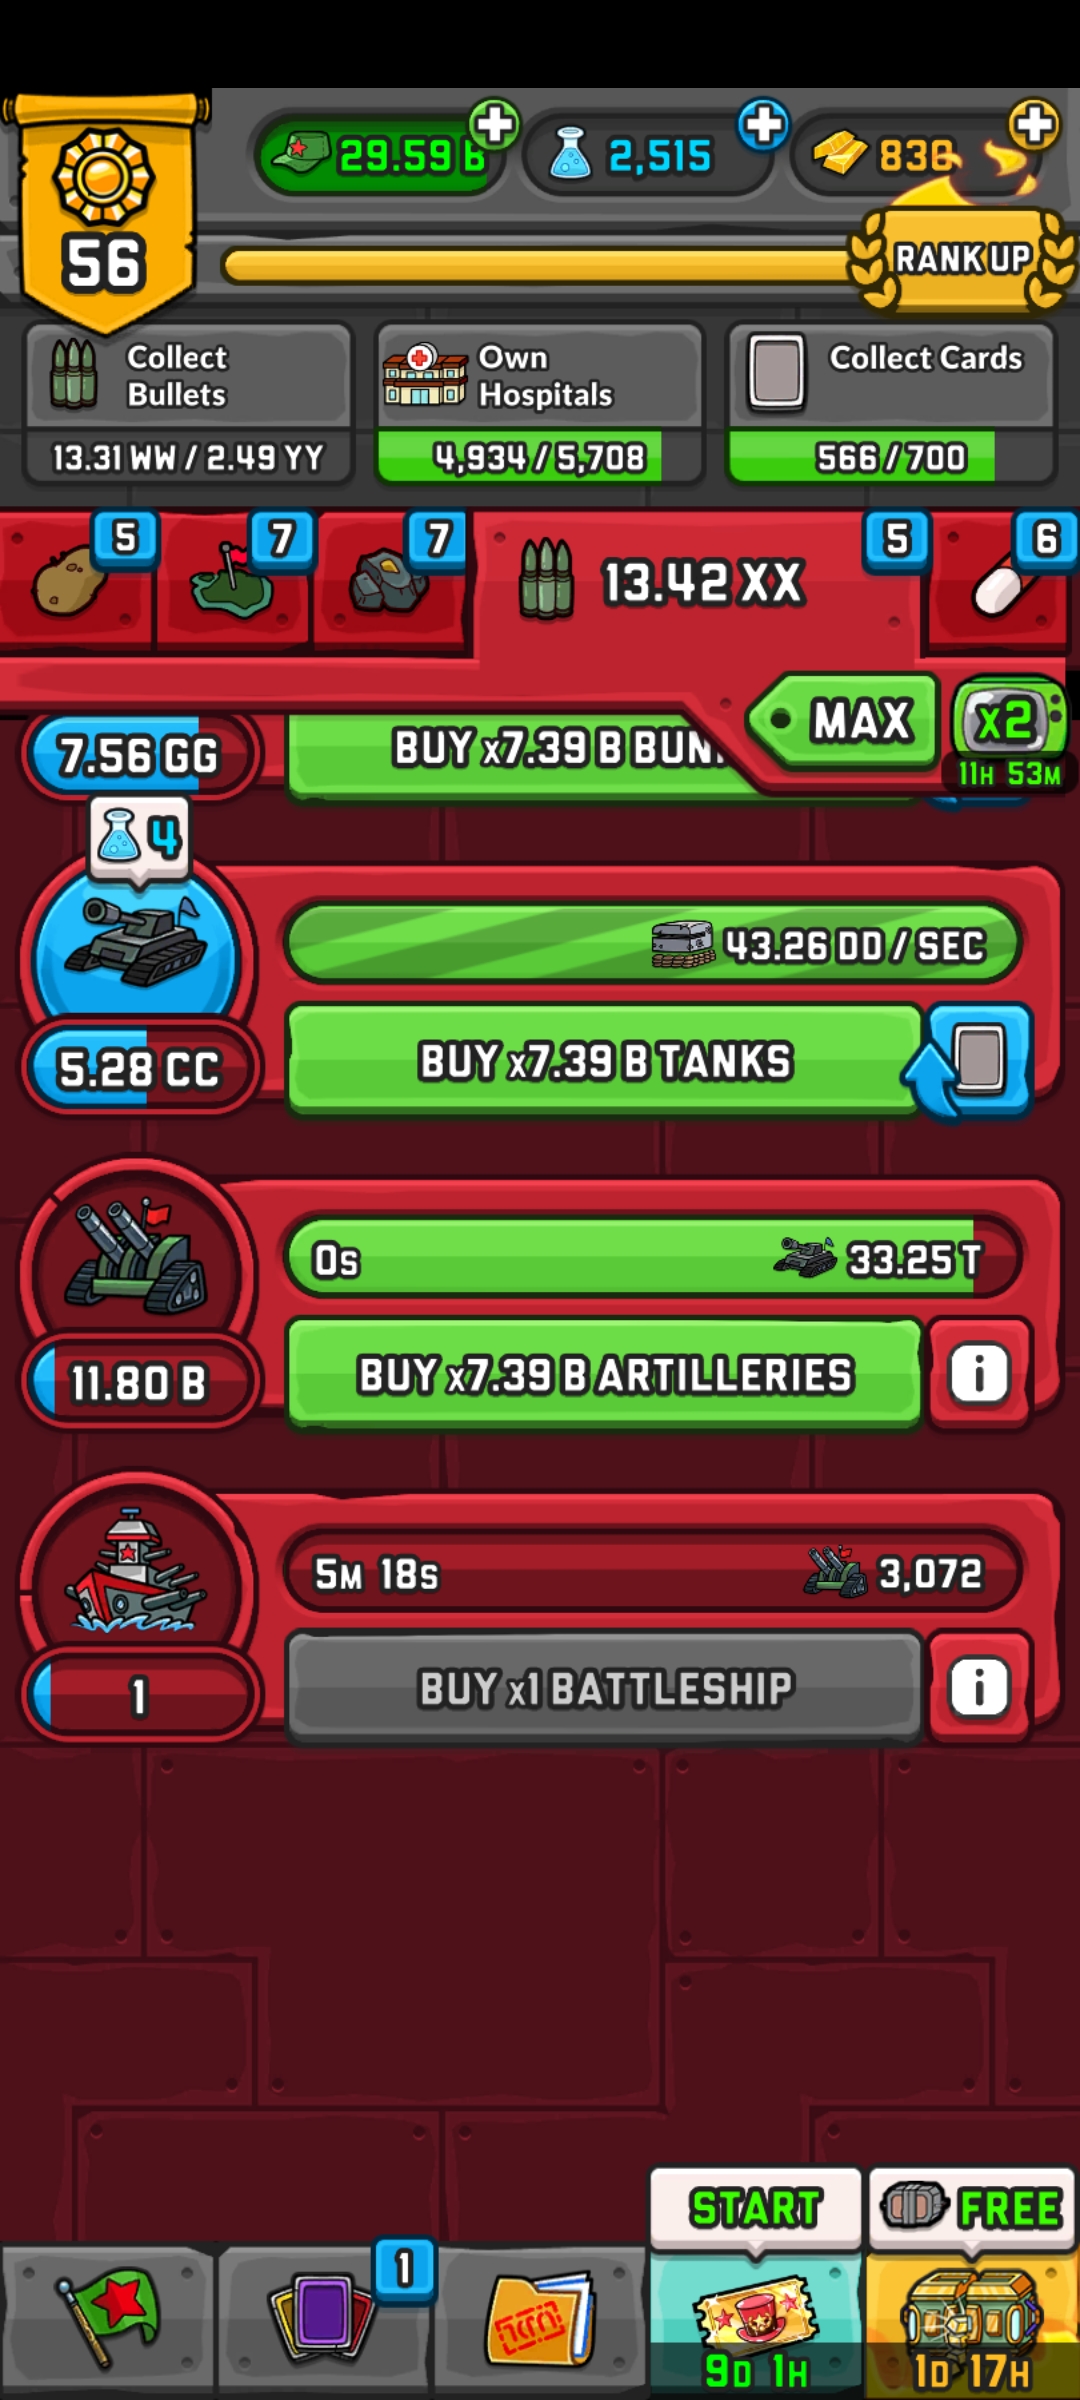 29.59 B
2,515
56
RANK UP
Collect
Bullets
Own
Hospitals
Collect Cards
13.31 WW / 2.49 YY
4,934 / 5,708
566 / 700
5
7
7
13.42 XX
5
6
MAX
x2
11H 53M
7.56 GG
BUY x7.39 B
4
43.26 DD / SEC
5.28 CC
BUY x7.39 B TANKS
0s
33.25 T
11.80 B
BUY x7.39 B ARTILLERIES
i
5M 18s
3,072
1
BUY x1 BATTLESHIP
i
START
FREE
1
9D 1H
1D 17H